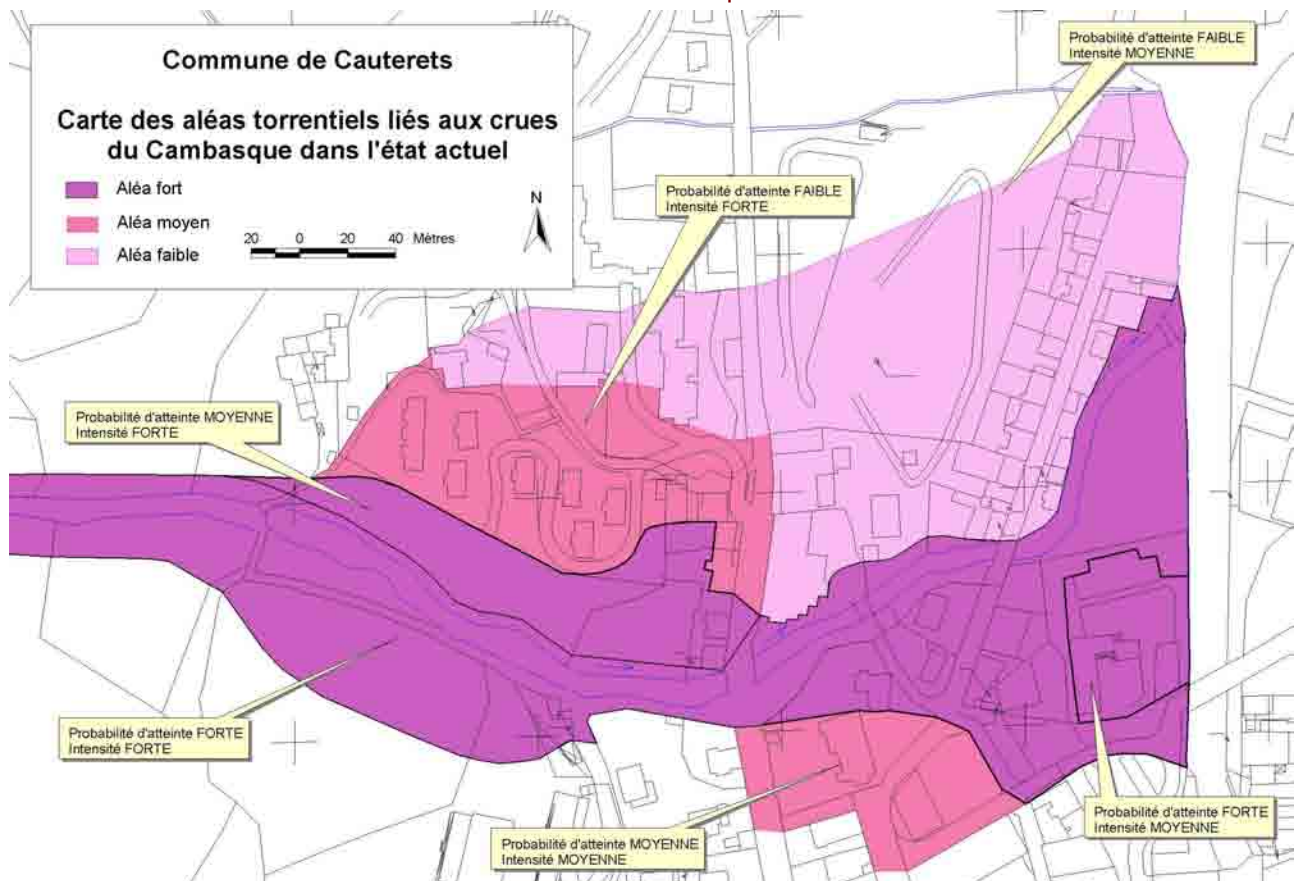 Commune de Cauterets
Carte des aléas torrentiels liés aux crues
du Cambasque dans l'état actuel
Aléa fort
Aléa moyen
Aléa faible
20 0 20 40 Mètres
N
Probabilité d'atteinte FAIBLE
Intensité MOYENNE
Probabilité d'atteinte FAIBLE
Intensité FORTE
Probabilité d'atteinte MOYENNE
Intensité FORTE
Probabilité d'atteinte FORTE
Intensité FORTE
Probabilité d'atteinte MOYENNE
Intensité MOYENNE
Probabilité d'atteinte FORTE
Intensité MOYENNE